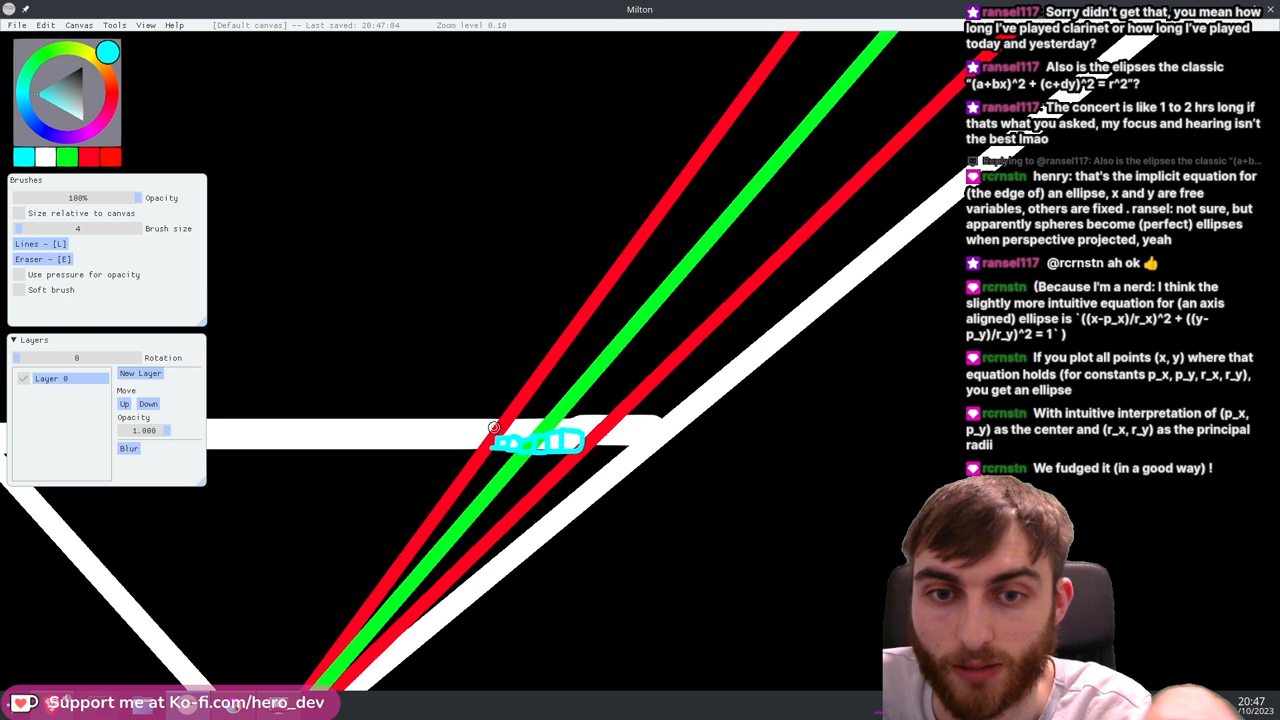 Milton
File Edit Canvas Tools View Help [Default canvas] -- Last saved: 20:47:04 Zoom level 0.10
Brushes
100% Opacity
Size relative to canvas
4 Brush size
Lines - [L]
Eraser - [E]
Use pressure for opacity
Soft brush
Layers
0 Rotation
Layer 0
New Layer
Move
Up Down
Opacity
1.000
Blur
ransel117 Sorry didn't get that, you mean how
long I've played clarinet or how long I've played
today and yesterday?
ransel117 Also is the elipses the classic
"(a+bx)^2 + (c+dy)^2 = r^2"?
ransel117 The concert is like 1 to 2 hrs long if
thats what you asked, my focus and hearing isn't
the best lmao
Replying to @ransel117: Also is the elipses the classic "(a+b...
rcrnstn henry: that's the implicit equation for
(the edge of) an ellipse, x and y are free
variables, others are fixed . ransel: not sure, but
apparently spheres become (perfect) ellipses
when perspective projected, yeah
ransel117 @rcrnstn ah ok 👍
rcrnstn (Because I'm a nerd: I think the
slightly more intuitive equation for (an axis
aligned) ellipse is `((x-p_x)/r_x)^2 + ((y-
p_y)/r_y)^2 = 1` )
rcrnstn If you plot all points (x, y) where that
equation holds (for constants p_x, p_y, r_x, r_y),
you get an ellipse
rcrnstn With intuitive interpretation of (p_x,
p_y) as the center and (r_x, r_y) as the principal
radii
rcrnstn We fudged it (in a good way) !
Support me at Ko-fi.com/hero_dev
20:47
/10/2023